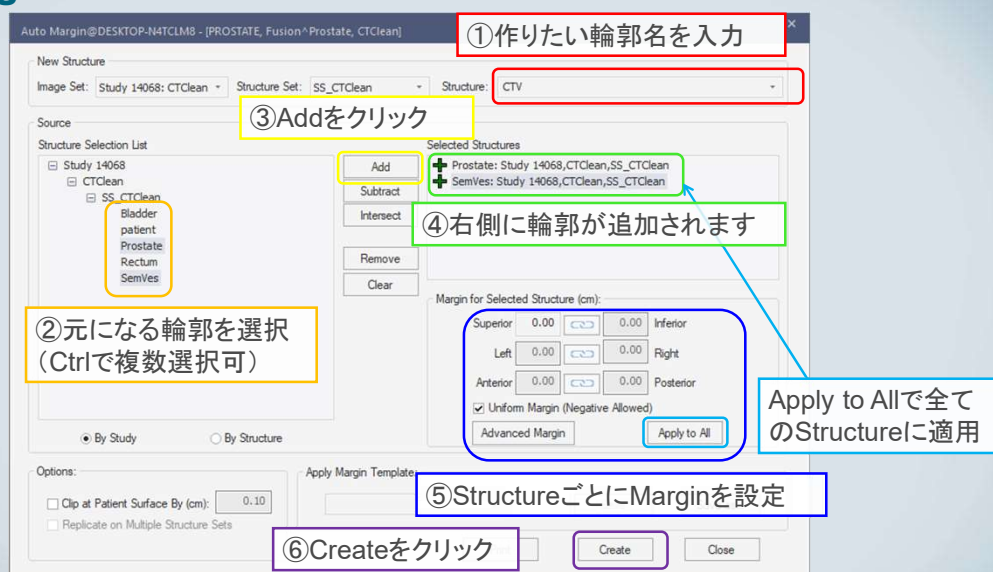 Auto Margin@DESKTOP-N4TCLM8 - [PROSTATE, Fusion^Prostate, CTClean]
①作りたい輪郭名を入力
New Structure
Image Set: Study 14068: CTClean Structure Set: SS_CTClean Structure: CTV
③Addをクリック
Source
Structure Selection List
Selected Structures
Study 14068
CTClean
SS_CTClean
Bladder
patient
Prostate
Rectum
SemVes
Add
Subtract
Intersect
Remove
Clear
Prostate: Study 14068,CTClean,SS_CTClean
SemVes: Study 14068,CTClean,SS_CTClean
④右側に輪郭が追加されます
②元になる輪郭を選択
（Ctrlで複数選択可）
Margin for Selected Structure (cm):
Superior 0.00 0.00 Inferior
Left 0.00 0.00 Right
Anterior 0.00 0.00 Posterior
Uniform Margin (Negative Allowed)
Advanced Margin Apply to All
Apply to Allで全て
のStructureに適用
By Study By Structure
Options:
Apply Margin Template:
Clip at Patient Surface By (cm): 0.10
Replicate on Multiple Structure Sets
⑤StructureごとにMarginを設定
⑥Createをクリック
Create Close